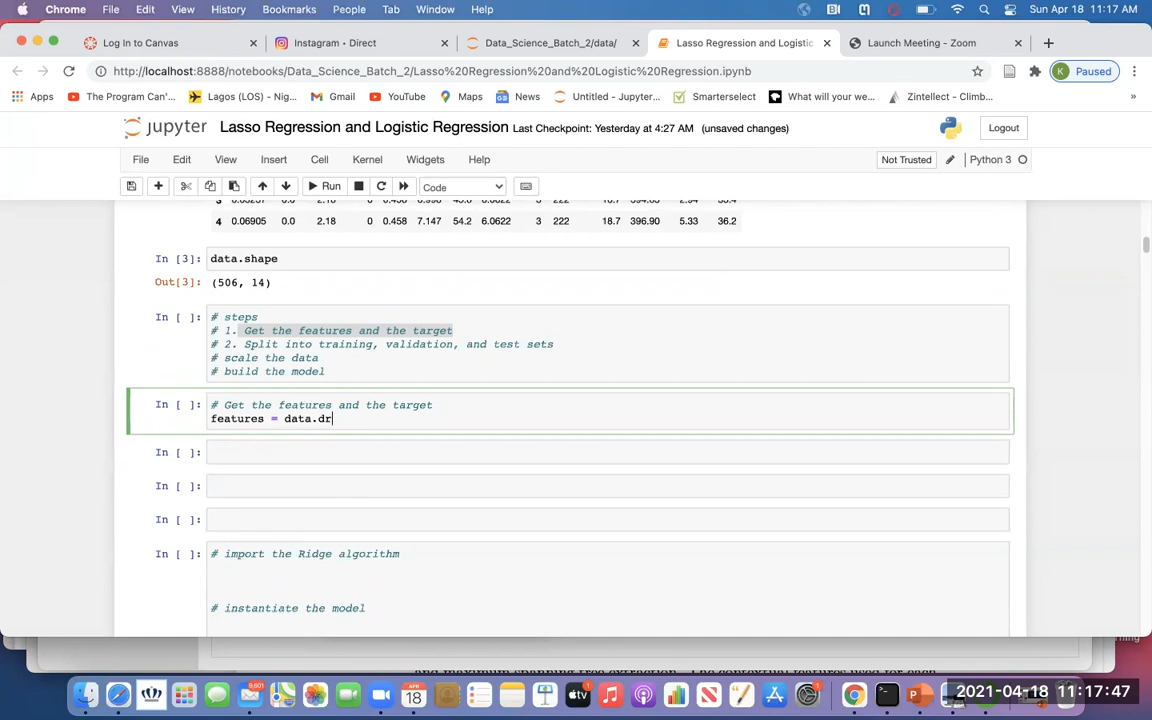 Chrome File Edit View History Bookmarks People Tab Window Help Sun Apr 18 11:17 AM
Log In to Canvas Instagram • Direct Data_Science_Batch_2/data/ Lasso Regression and Logistic Launch Meeting - Zoom
http://localhost:8888/notebooks/Data_Science_Batch_2/Lasso%20Regression%20and%20Logistic%20Regression.ipynb K Paused
Apps The Program Can'... Lagos (LOS) - Nig... Gmail YouTube Maps News Untitled - Jupyter... Smarterselect What will your we... Zintellect - Climb... »
jupyter Lasso Regression and Logistic Regression Last Checkpoint: Yesterday at 4:27 AM (unsaved changes) Logout
File Edit View Insert Cell Kernel Widgets Help Not Trusted Python 3
Run Code
4 0.06905 0.0 2.18 0 0.458 7.147 54.2 6.0622 3 222 18.7 396.90 5.33 36.2
In [3]: data.shape
Out[3]: (506, 14)
In [ ]: # steps
# 1. Get the features and the target
# 2. Split into training, validation, and test sets
# scale the data
# build the model
In [ ]: # Get the features and the target
features = data.dr
In [ ]:
In [ ]:
In [ ]:
In [ ]: # import the Ridge algorithm
# instantiate the model
9,601 APR 18 1
2021-04-18 11:17:47